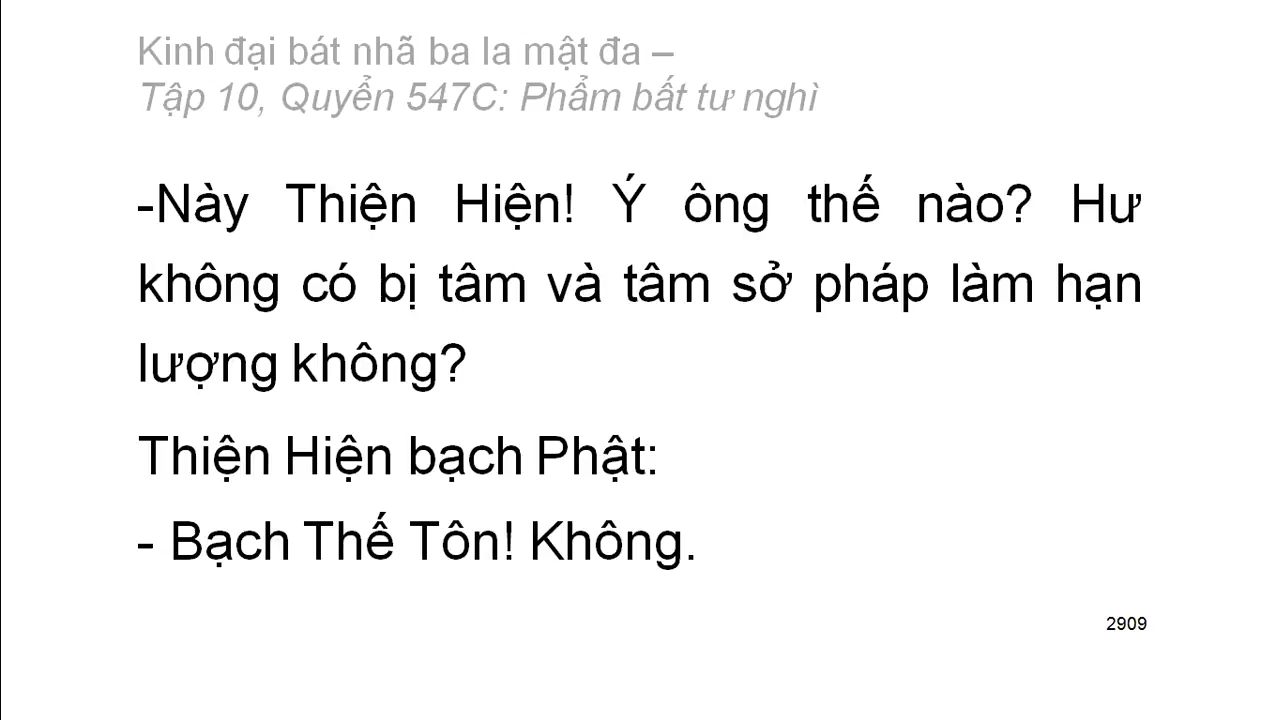 Kinh đại bát nhã ba la mật đa –
Tập 10, Quyển 547C: Phẩm bất tư nghì
-Này Thiện Hiện! Ý ông thế nào? Hư
không có bị tâm và tâm sở pháp làm hạn
lượng không?
Thiện Hiện bạch Phật:
- Bạch Thế Tôn! Không.
2909